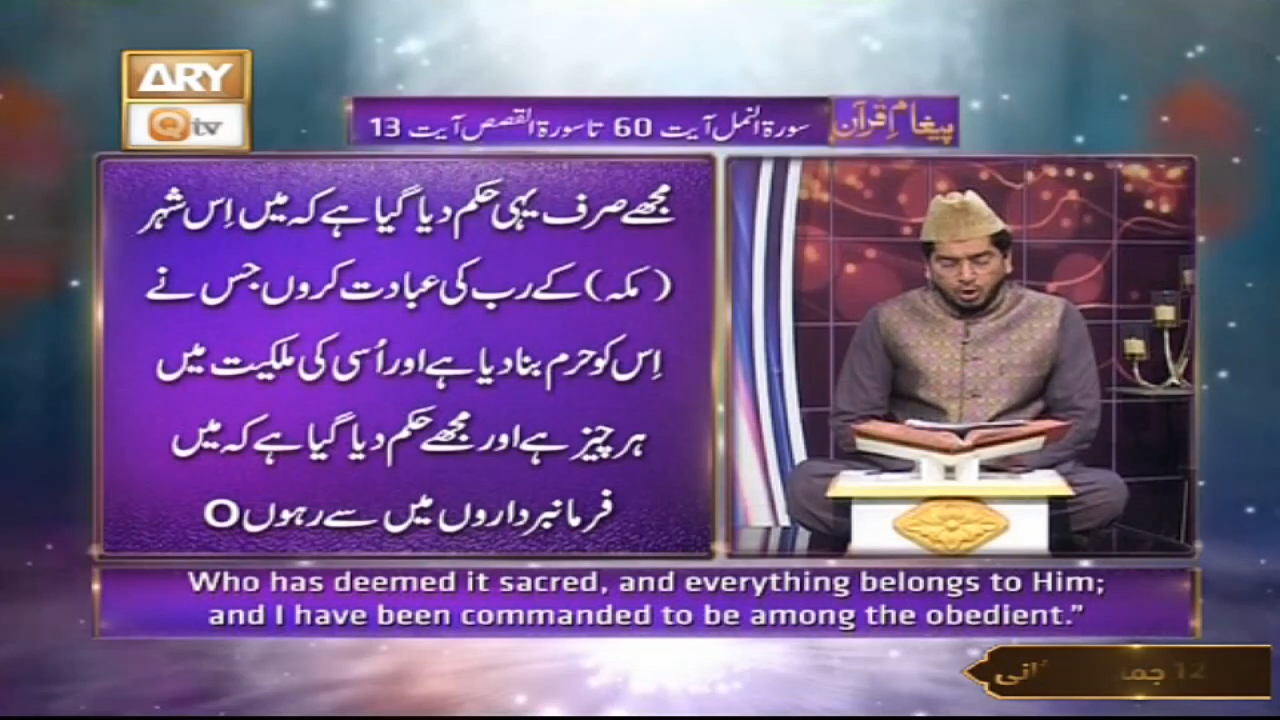 ARY
Qtv
پیغامِ قرآن
سورۃ النمل آیت 60 تا سورۃ القصص آیت 13
مجھے صرف یہی حکم دیا گیا ہے کہ میں اِس شہر
(مکہ) کے رب کی عبادت کروں جس نے
اِس کو حرم بنا دیا ہے اور اُسی کی ملکیت میں
ہر چیز ہے اور مجھے حکم دیا گیا ہے کہ میں
فرمانبرداروں میں سے رہوں O
Who has deemed it sacred, and everything belongs to Him;
and I have been commanded to be among the obedient.”
12